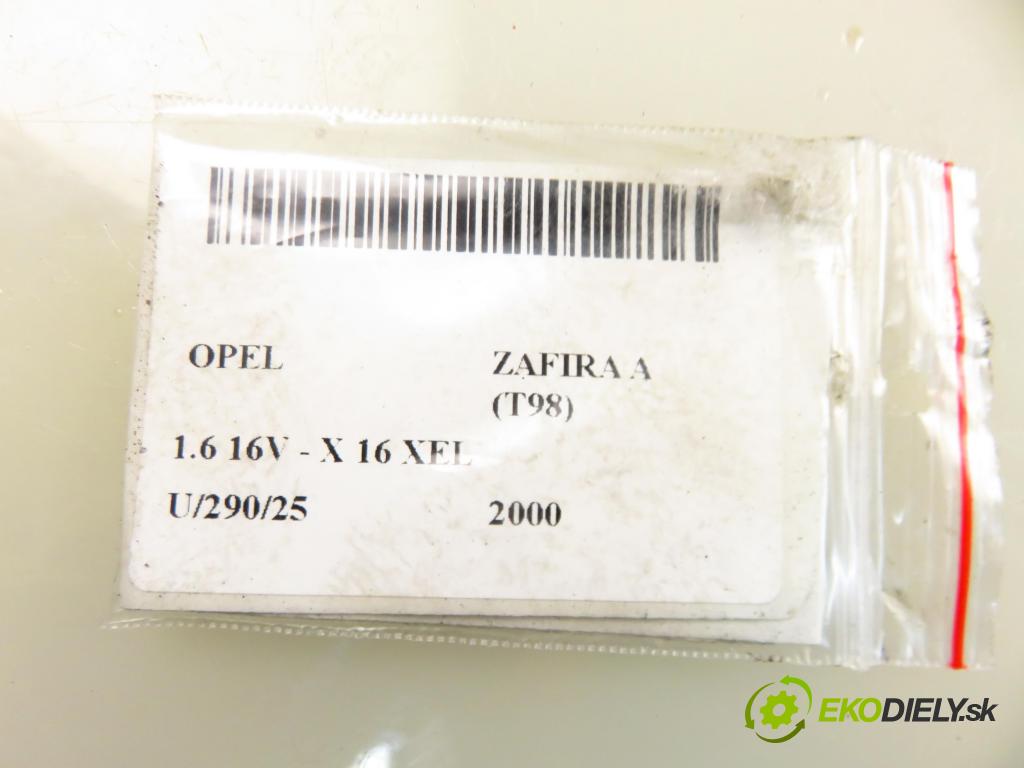 OPEL ZAFIRA A
(T98)
1.6 16V - X 16 XEL
U/290/25 2000
EKODIELY.sk